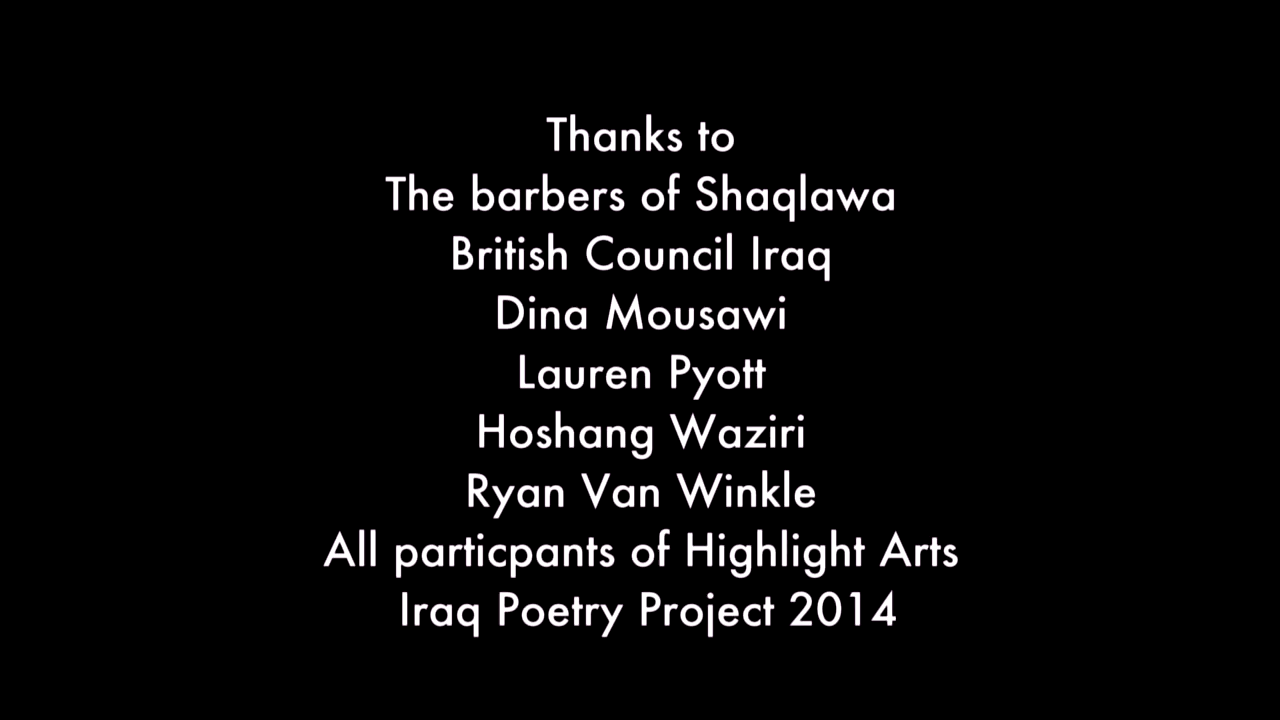 Thanks to
The barbers of Shaqlawa
British Council Iraq
Dina Mousawi
Lauren Pyott
Hoshang Waziri
Ryan Van Winkle
All particpants of Highlight Arts
Iraq Poetry Project 2014